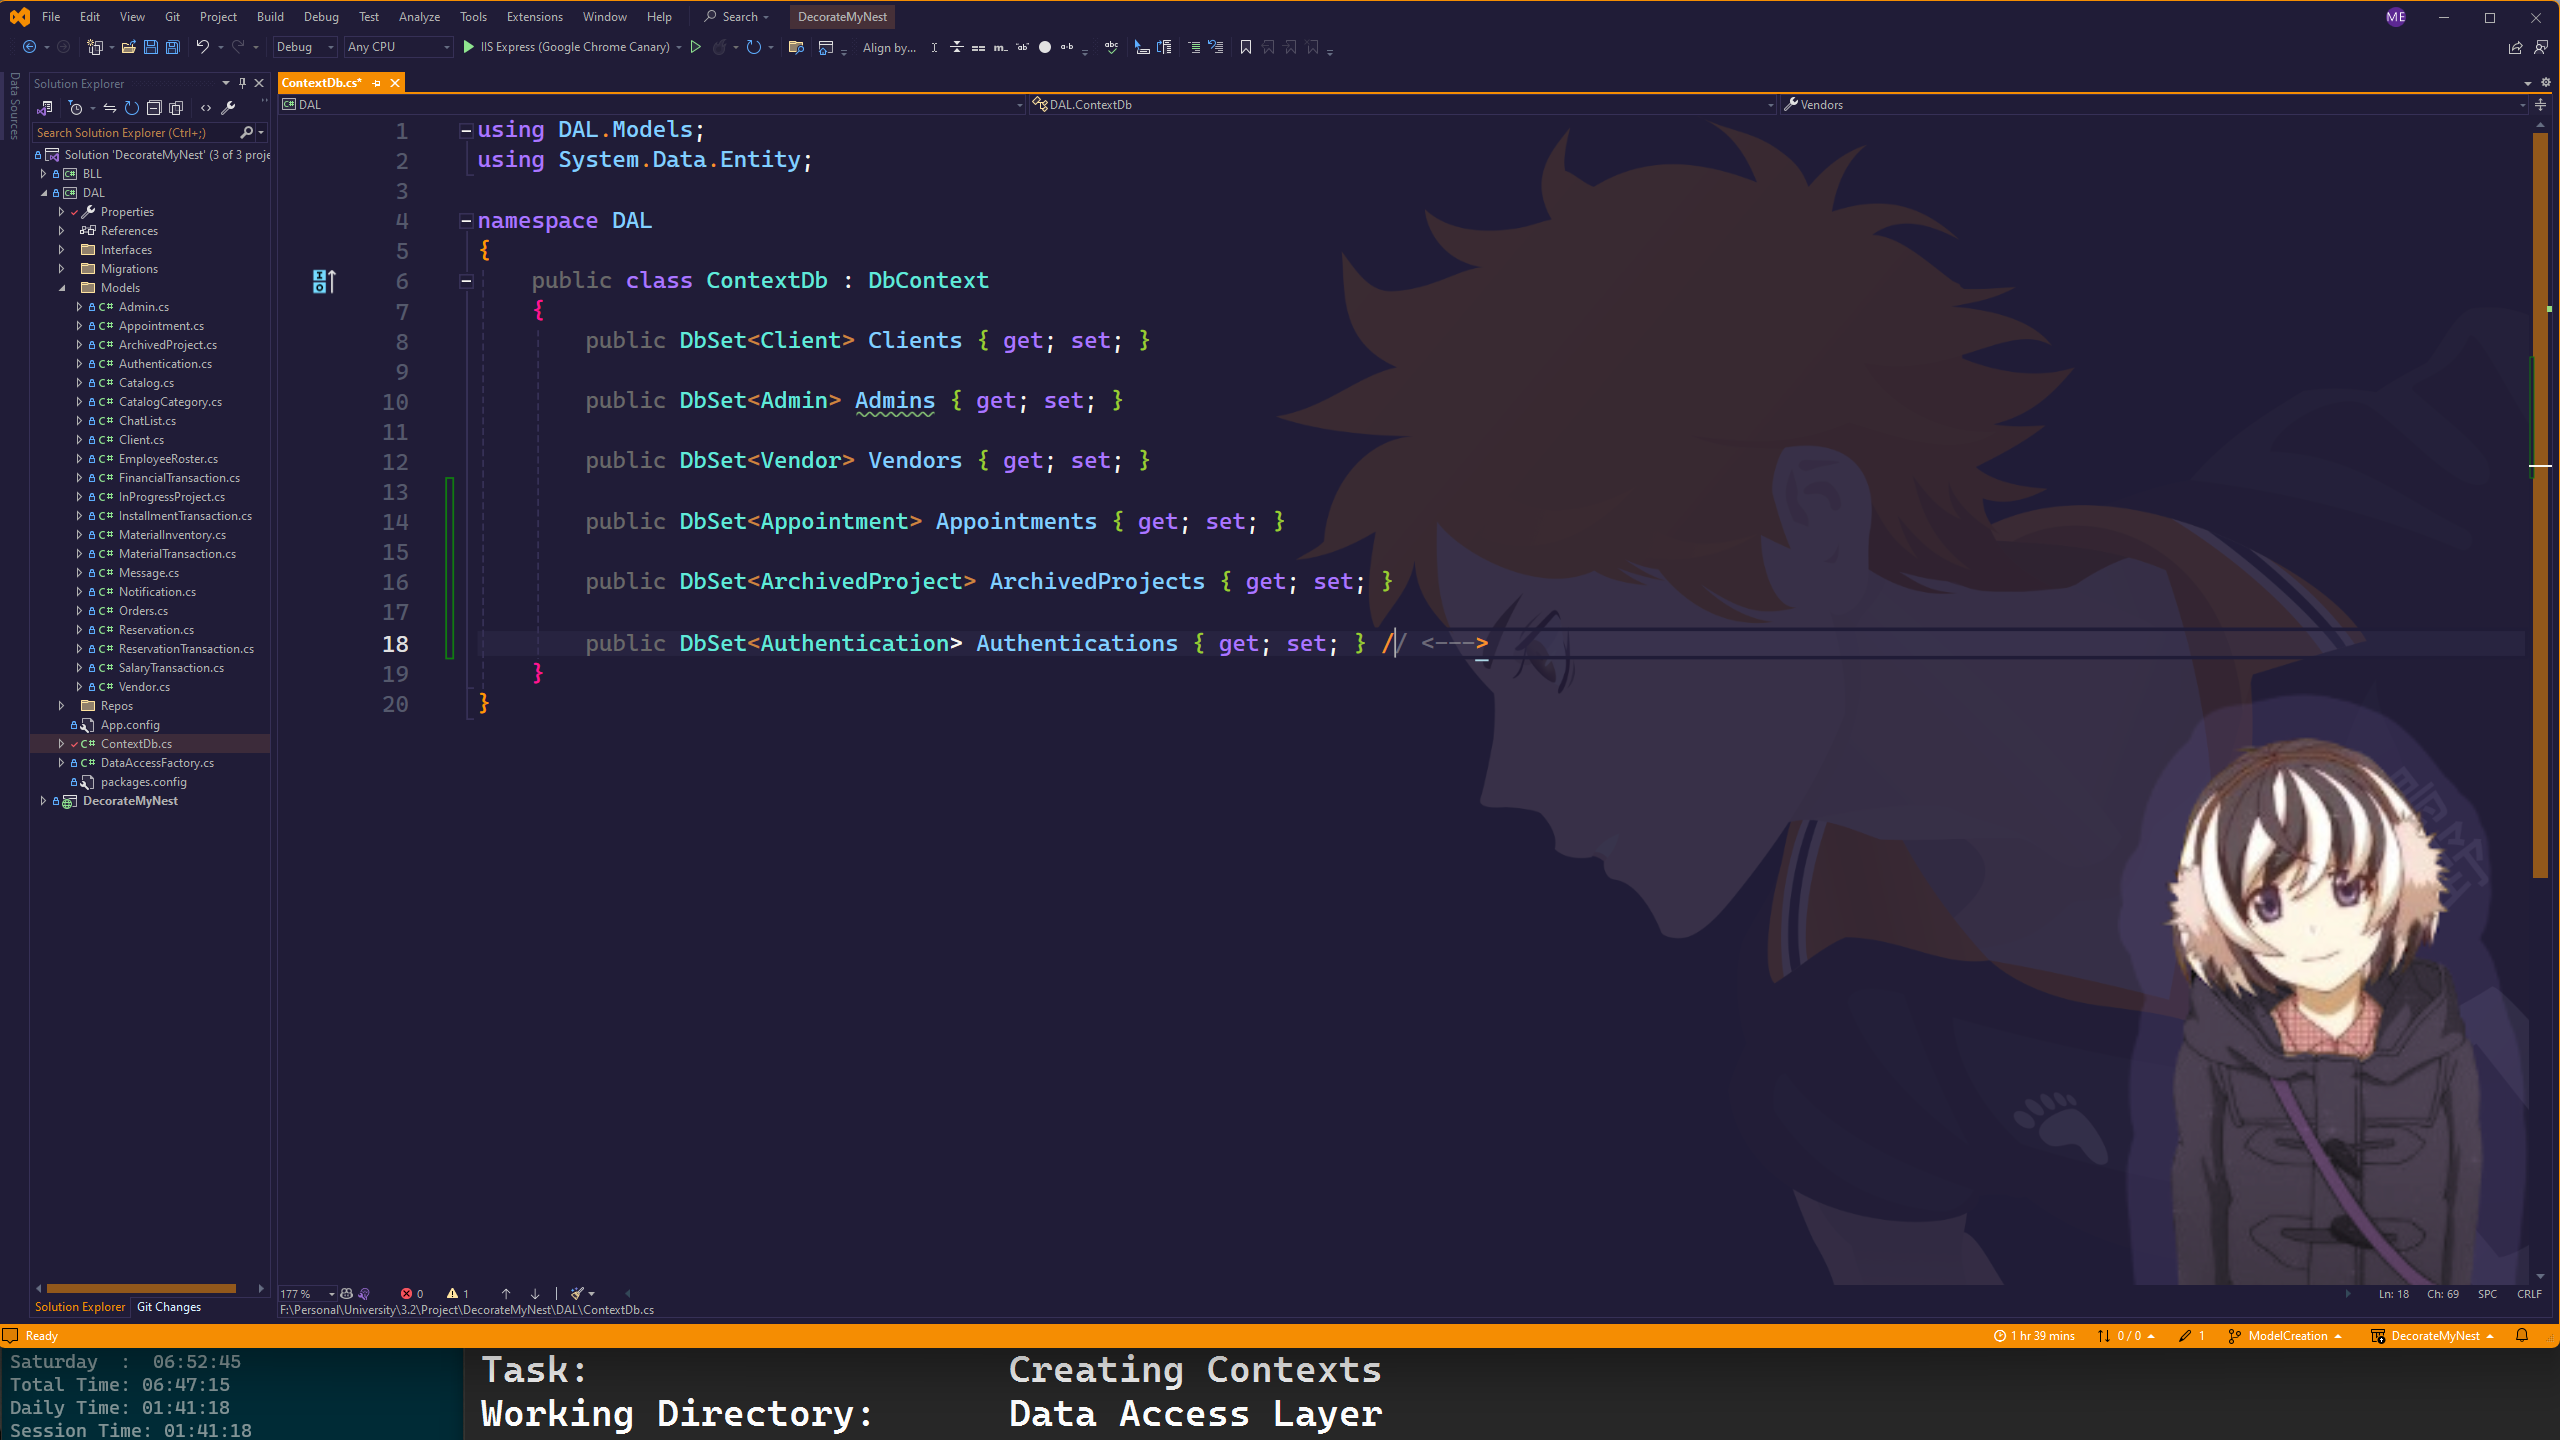 File Edit View Git Project Build Debug Test Analyze Tools Extensions Window Help Search DecorateMyNest ME
Debug Any CPU IIS Express (Google Chrome Canary) Align by...
Data Sources
Solution Explorer
Search Solution Explorer (Ctrl+;)
Solution 'DecorateMyNest' (3 of 3 proje
BLL
DAL
Properties
References
Interfaces
Migrations
Models
Admin.cs
Appointment.cs
ArchivedProject.cs
Authentication.cs
Catalog.cs
CatalogCategory.cs
ChatList.cs
Client.cs
EmployeeRoster.cs
FinancialTransaction.cs
InProgressProject.cs
InstallmentTransaction.cs
MaterialInventory.cs
MaterialTransaction.cs
Message.cs
Notification.cs
Orders.cs
Reservation.cs
ReservationTransaction.cs
SalaryTransaction.cs
Vendor.cs
Repos
App.config
ContextDb.cs
DataAccessFactory.cs
packages.config
DecorateMyNest
Solution Explorer Git Changes
ContextDb.cs*
DAL DAL.ContextDb Vendors
1 using DAL.Models;
2 using System.Data.Entity;
3
4 namespace DAL
5 {
6 public class ContextDb : DbContext
7 {
8 public DbSet<Client> Clients { get; set; }
9
10 public DbSet<Admin> Admins { get; set; }
11
12 public DbSet<Vendor> Vendors { get; set; }
13
14 public DbSet<Appointment> Appointments { get; set; }
15
16 public DbSet<ArchivedProject> ArchivedProjects { get; set; }
17
18 public DbSet<Authentication> Authentications { get; set; } // <--->
19 }
20 }
177 % 0 1 Ln: 18 Ch: 69 SPC CRLF
F:\Personal\University\3.2\Project\DecorateMyNest\DAL\ContextDb.cs
Ready 1 hr 39 mins 0 / 0 1 ModelCreation DecorateMyNest
Saturday : 06:52:45
Total Time: 06:47:15
Daily Time: 01:41:18
Session Time: 01:41:18
Task: Creating Contexts
Working Directory: Data Access Layer